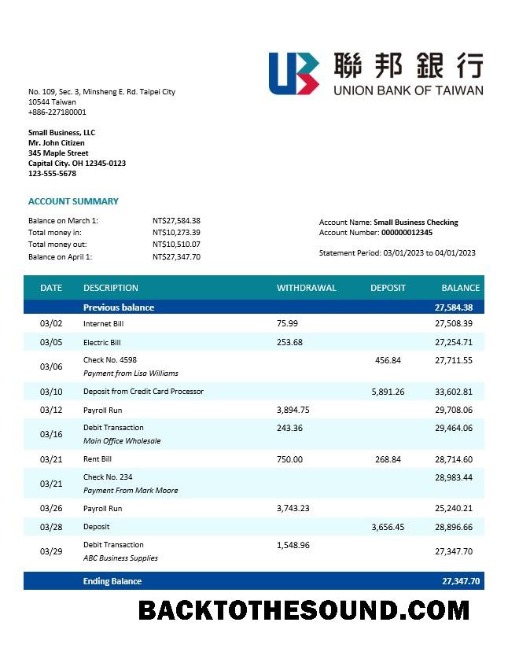 聯邦銀行
UNION BANK OF TAIWAN
No. 109, Sec. 3, Minsheng E. Rd. Taipei City
10544 Taiwan
+886-227180001
Small Business, LLC
Mr. John Citizen
345 Maple Street
Capital City. OH 12345-0123
123-555-5678
ACCOUNT SUMMARY
Balance on March 1: NT$27,584.38
Total money in: NT$10,273.39
Total money out: NT$10,510.07
Balance on April 1: NT$27,347.70
Account Name: Small Business Checking
Account Number: 000000012345
Statement Period: 03/01/2023 to 04/01/2023
DATE DESCRIPTION WITHDRAWAL DEPOSIT BALANCE
Previous balance 27,584.38
03/02 Internet Bill 75.99 27,508.39
03/05 Electric Bill 253.68 27,254.71
03/06 Check No. 4598 456.84 27,711.55
Payment from Lisa Williams
03/10 Deposit from Credit Card Processor 5,891.26 33,602.81
03/12 Payroll Run 3,894.75 29,708.06
03/16 Debit Transaction 243.36 29,464.06
Main Office Wholesale
03/21 Rent Bill 750.00 268.84 28,714.60
03/21 Check No. 234 28,983.44
Payment From Mark Moore
03/26 Payroll Run 3,743.23 25,240.21
03/28 Deposit 3,656.45 28,896.66
03/29 Debit Transaction 1,548.96 27,347.70
ABC Business Supplies
Ending Balance 27,347.70
BACKTOTHESOUND.COM